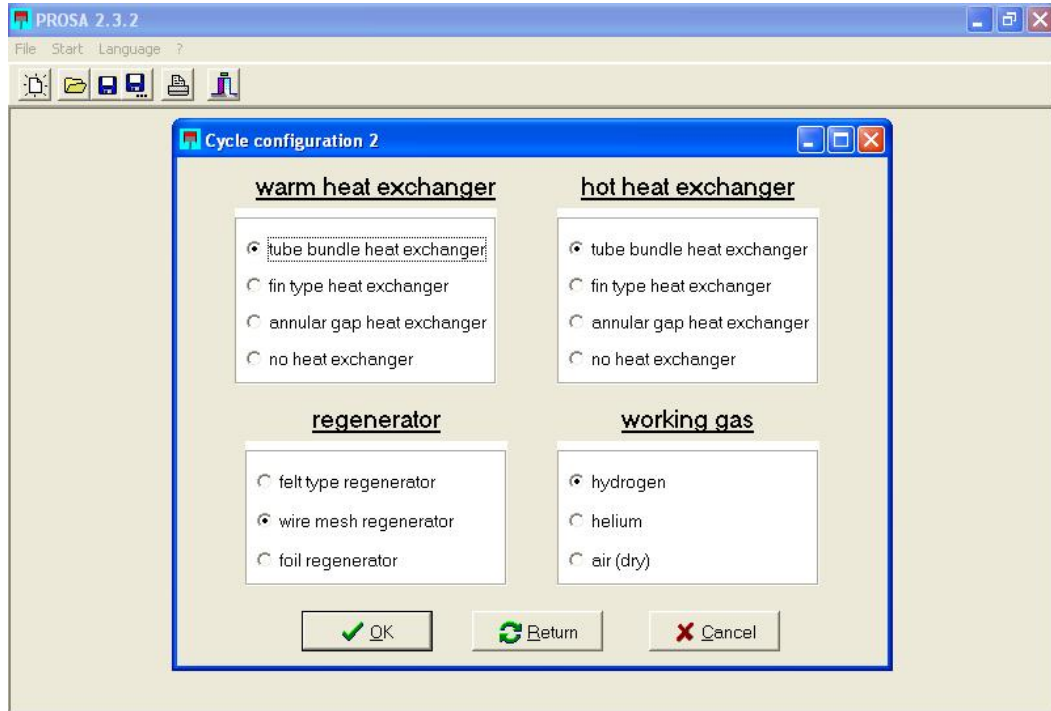 PROSA 2.3.2
File Start Language ?
Cycle configuration 2
warm heat exchanger
tube bundle heat exchanger
fin type heat exchanger
annular gap heat exchanger
no heat exchanger
hot heat exchanger
tube bundle heat exchanger
fin type heat exchanger
annular gap heat exchanger
no heat exchanger
regenerator
felt type regenerator
wire mesh regenerator
foil regenerator
working gas
hydrogen
helium
air (dry)
OK Return Cancel